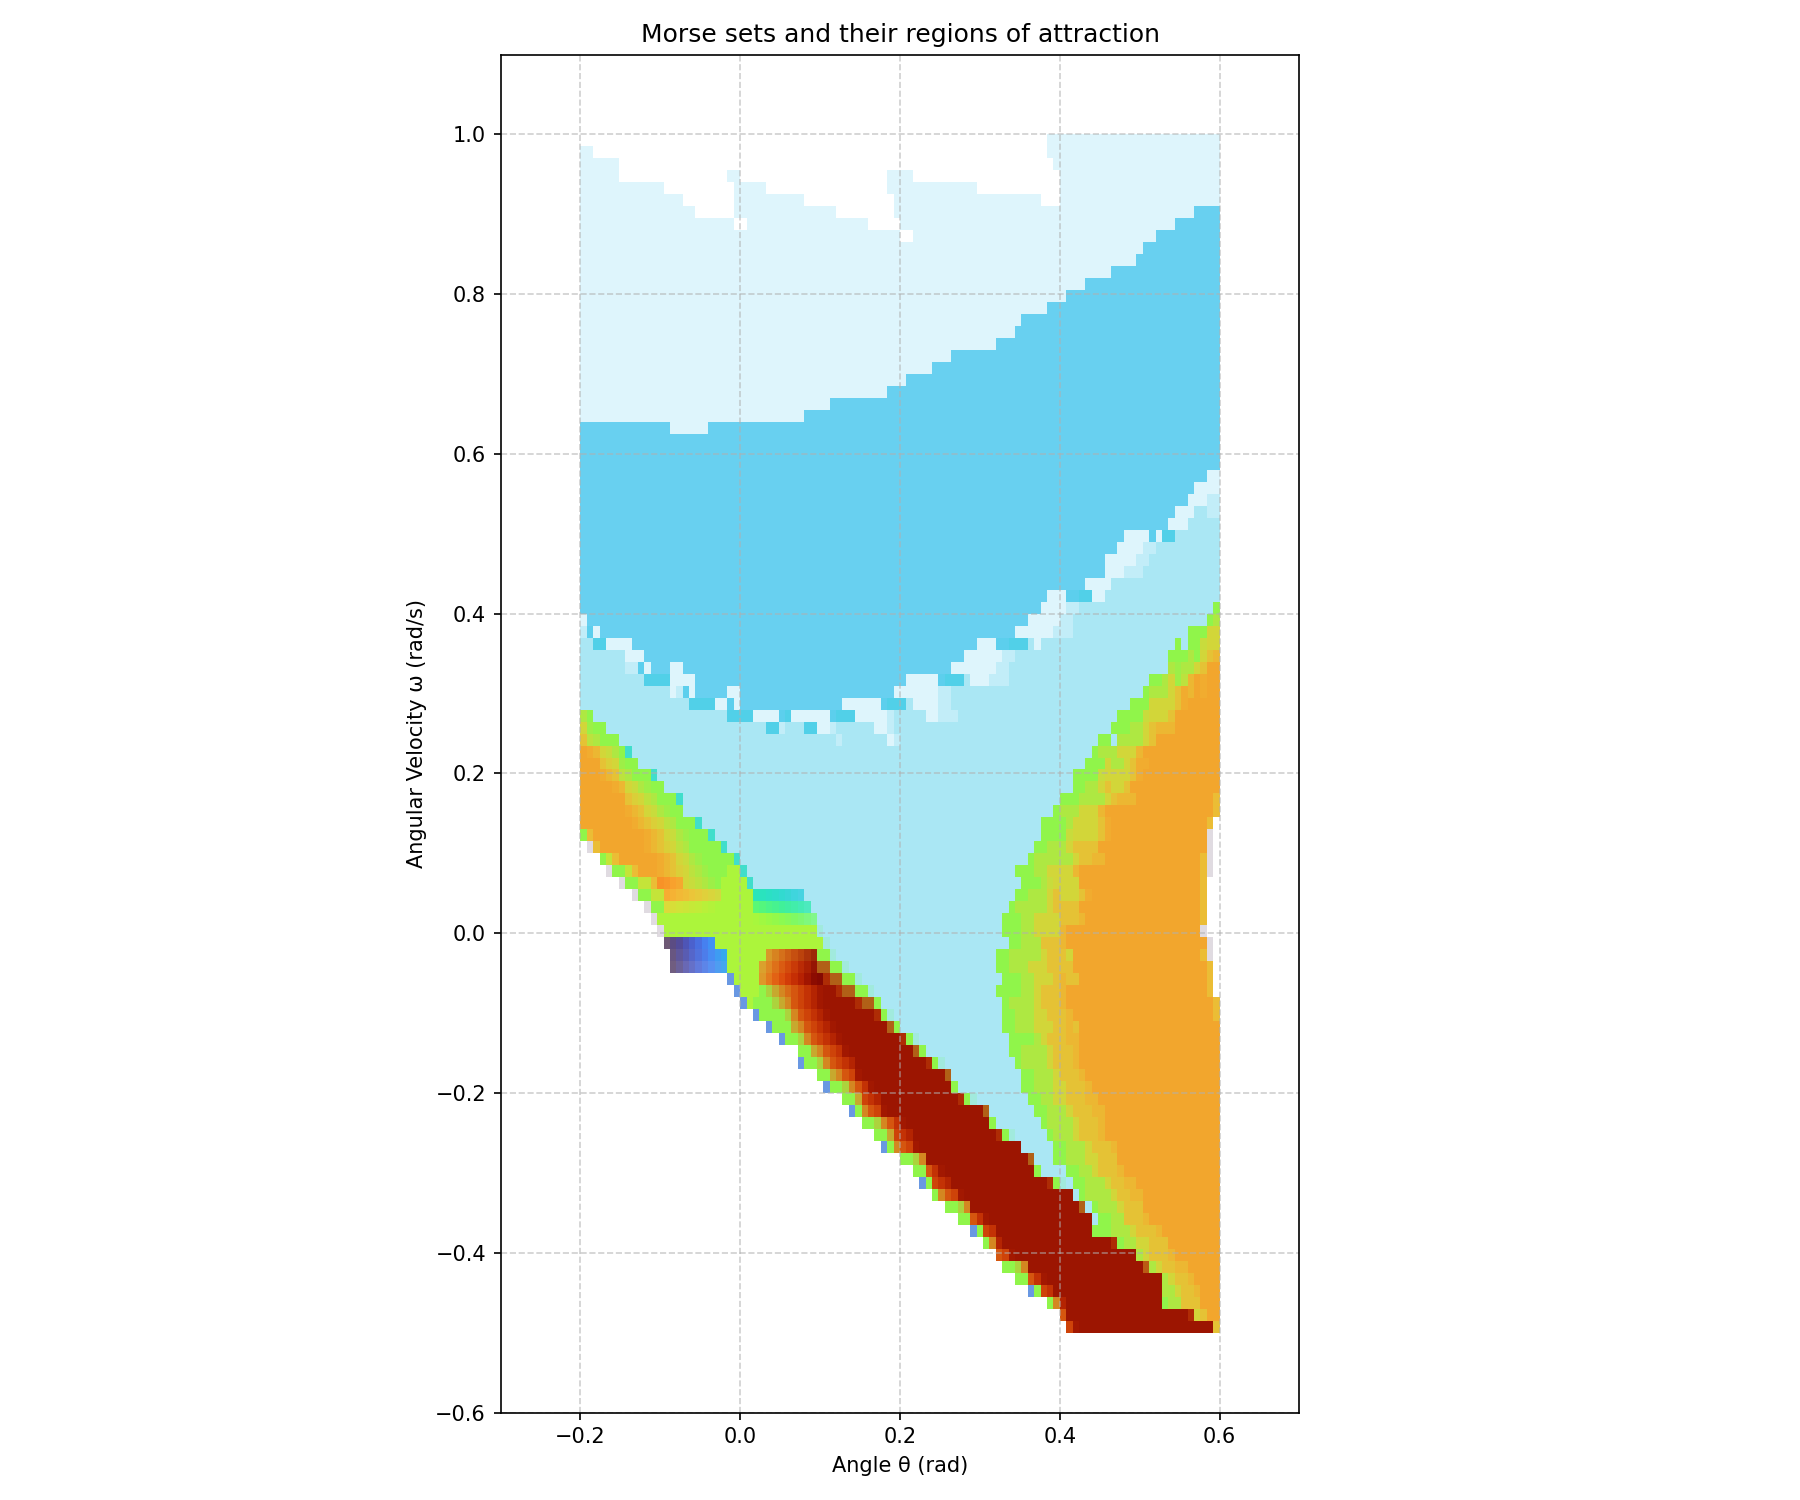 Morse sets and their regions of attraction
1.0
0.8
0.6
0.4
0.2
0.0
−0.2
−0.4
−0.6
Angular Velocity ω (rad/s)
−0.2 0.0 0.2 0.4 0.6
Angle θ (rad)